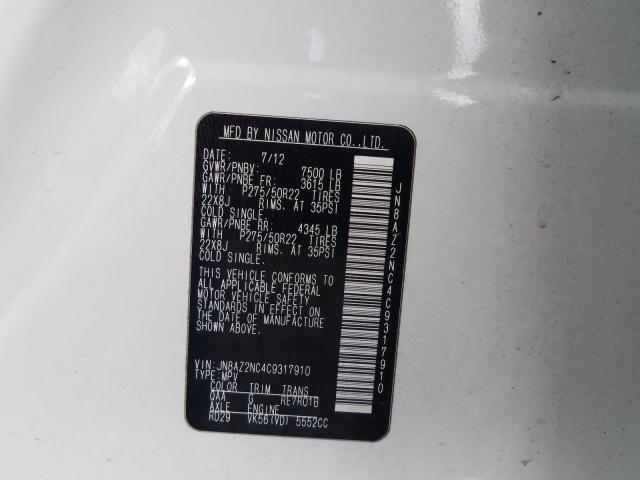 MFD BY NISSAN MOTOR CO.,LTD.
DATE: 7/12
GVWR/PNBV: 7500 LB
GAWR/PNBE FR: 3615 LB
WITH P275/50R22 TIRES
22X8J RIMS. AT 35PSI
COLD SINGLE.
GAWR/PNBE RR: 4345 LB
WITH P275/50R22 TIRES
22X8J RIMS. AT 35PSI
COLD SINGLE.
THIS VEHICLE CONFORMS TO
ALL APPLICABLE FEDERAL
MOTOR VEHICLE SAFETY
STANDARDS IN EFFECT ON
THE DATE OF MANUFACTURE
SHOWN ABOVE.
VIN: JN8AZ2NC4C9317910
TYPE: MPV
COLOR TRIM TRANS
QAA G RE7R01B
AXLE ENGINE
RD29 VK56(VD) 5552CC
JN8AZ2NC4C9317910